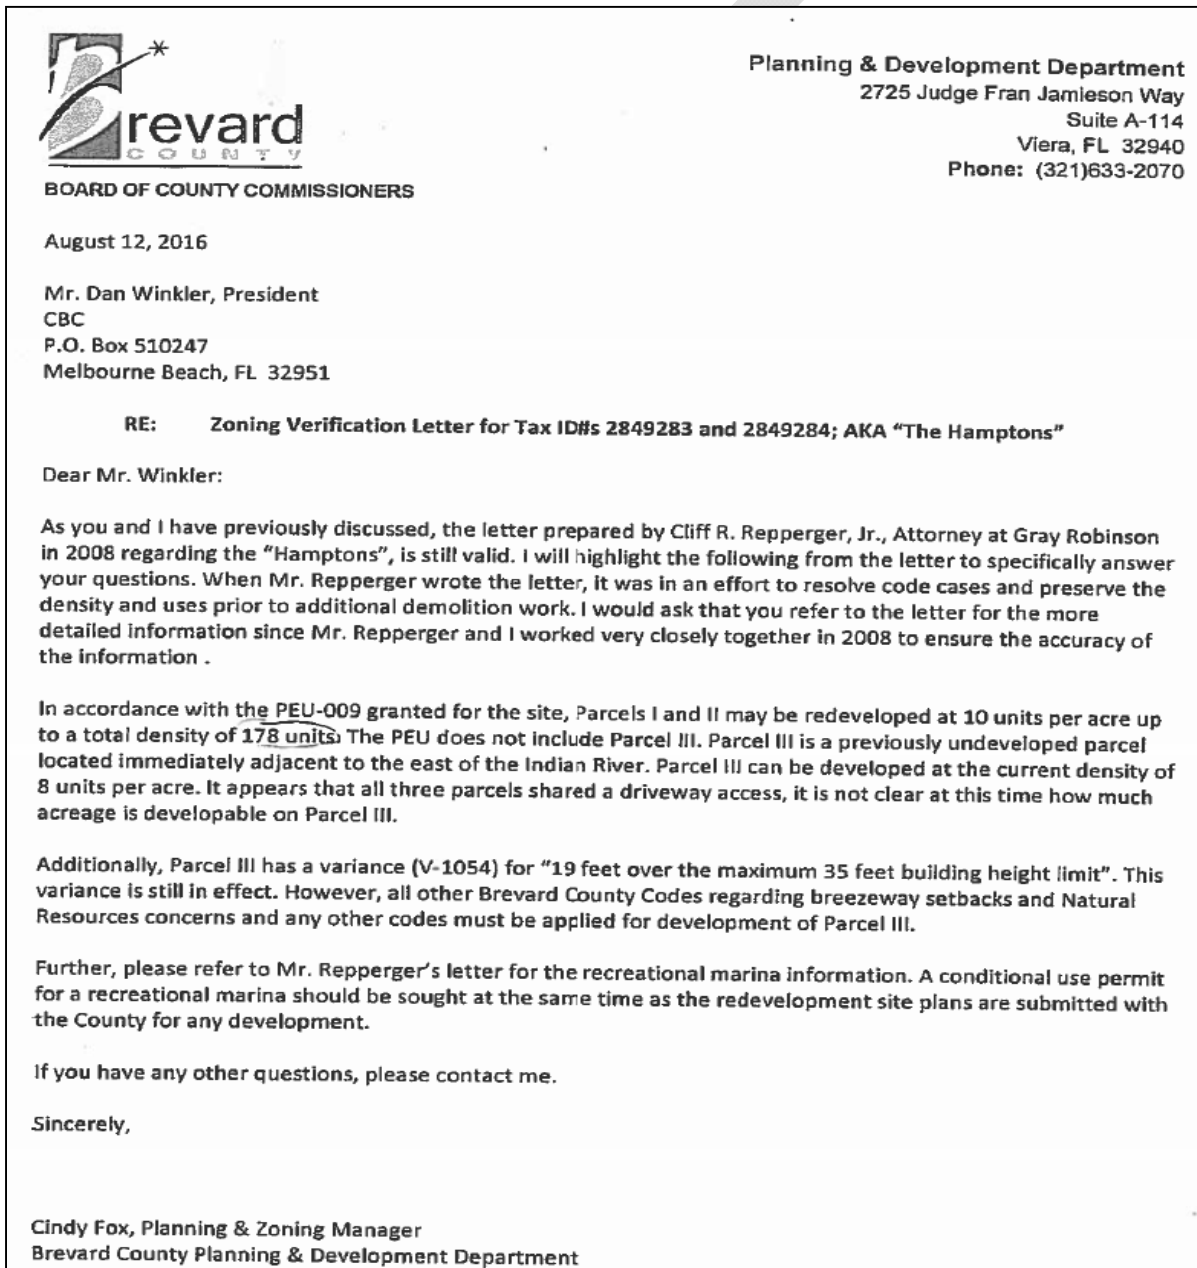 Brevard
COUNTY
BOARD OF COUNTY COMMISSIONERS
Planning & Development Department
2725 Judge Fran Jamieson Way
Suite A-114
Viera, FL 32940
Phone: (321)633-2070
August 12, 2016
Mr. Dan Winkler, President
CBC
P.O. Box 510247
Melbourne Beach, FL 32951
RE: Zoning Verification Letter for Tax ID#s 2849283 and 2849284; AKA "The Hamptons"
Dear Mr. Winkler:
As you and I have previously discussed, the letter prepared by Cliff R. Repperger, Jr., Attorney at Gray Robinson
in 2008 regarding the "Hamptons", is still valid. I will highlight the following from the letter to specifically answer
your questions. When Mr. Repperger wrote the letter, it was in an effort to resolve code cases and preserve the
density and uses prior to additional demolition work. I would ask that you refer to the letter for the more
detailed information since Mr. Repperger and I worked very closely together in 2008 to ensure the accuracy of
the information .
In accordance with the PEU-009 granted for the site, Parcels I and II may be redeveloped at 10 units per acre up
to a total density of 178 units. The PEU does not include Parcel III. Parcel III is a previously undeveloped parcel
located immediately adjacent to the east of the Indian River. Parcel III can be developed at the current density of
8 units per acre. It appears that all three parcels shared a driveway access, it is not clear at this time how much
acreage is developable on Parcel III.
Additionally, Parcel III has a variance (V-1054) for "19 feet over the maximum 35 feet building height limit". This
variance is still in effect. However, all other Brevard County Codes regarding breezeway setbacks and Natural
Resources concerns and any other codes must be applied for development of Parcel III.
Further, please refer to Mr. Repperger's letter for the recreational marina information. A conditional use permit
for a recreational marina should be sought at the same time as the redevelopment site plans are submitted with
the County for any development.
If you have any other questions, please contact me.
Sincerely,
Cindy Fox, Planning & Zoning Manager
Brevard County Planning & Development Department